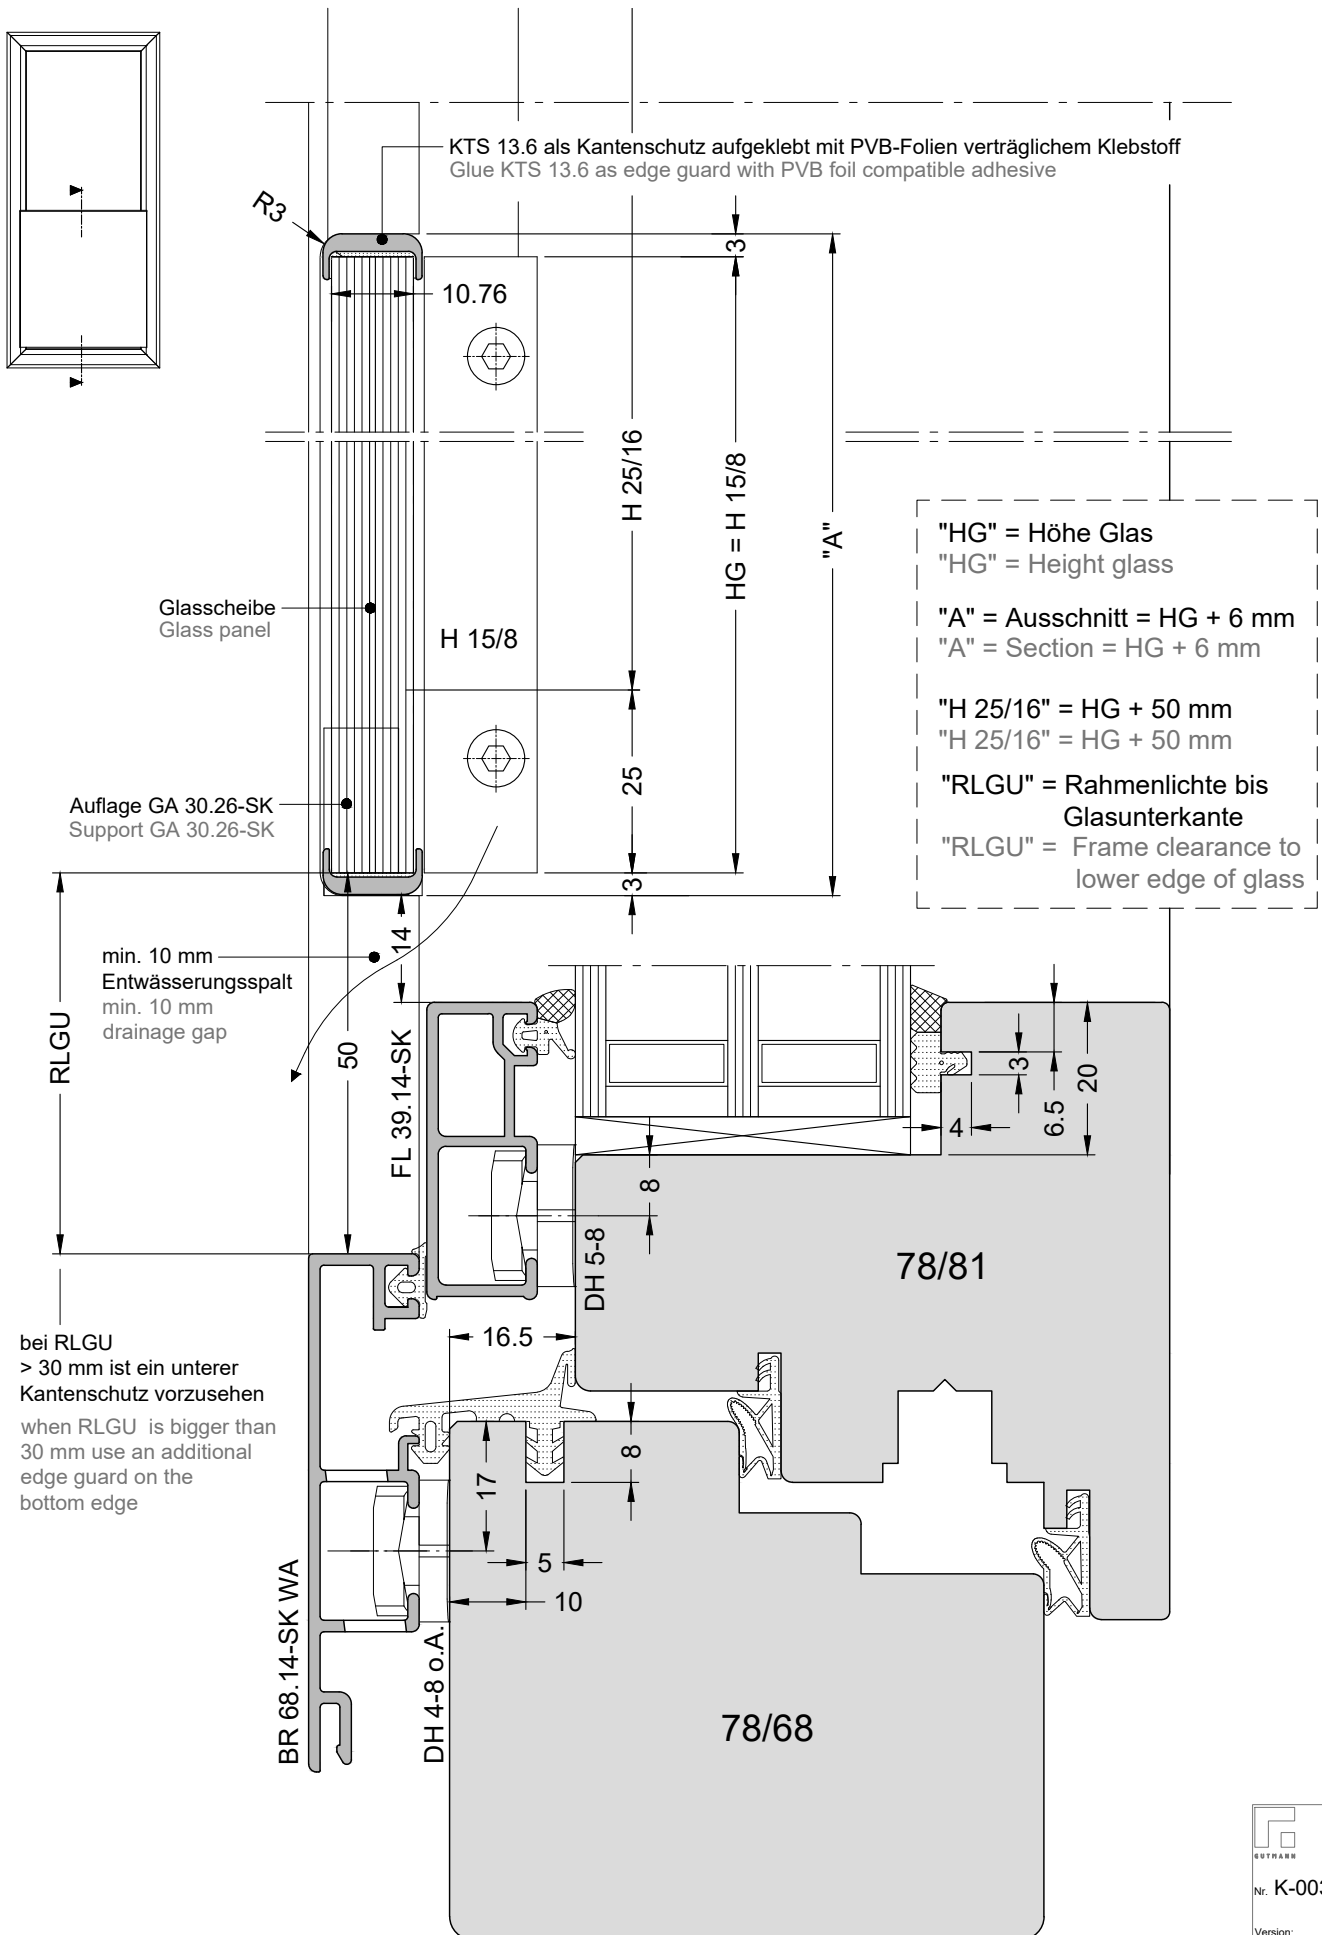 KTS 13.6 als Kantenschutz aufgeklebt mit PVB-Folien verträglichem Klebstoff
Glue KTS 13.6 as edge guard with PVB foil compatible adhesive
R3
3
10.76
H 25/16
HG = H 15/8
"A"
"HG" = Höhe Glas
"HG" = Height glass
"A" = Ausschnitt = HG + 6 mm
"A" = Section = HG + 6 mm
"H 25/16" = HG + 50 mm
"H 25/16" = HG + 50 mm
"RLGU" = Rahmenlichte bis
Glasunterkante
"RLGU" = Frame clearance to
lower edge of glass
Glasscheibe
Glass panel
H 15/8
25
Auflage GA 30.26-SK
Support GA 30.26-SK
3
14
min. 10 mm
Entwässerungsspalt
min. 10 mm
drainage gap
RLGU
50
FL 39.14-SK
3
20
6.5
4
8
DH 5-8
78/81
16.5
bei RLGU
> 30 mm ist ein unterer
Kantenschutz vorzusehen
when RLGU is bigger than
30 mm use an additional
edge guard on the
bottom edge
8
17
5
10
BR 68.14-SK WA
DH 4-8 o.A.
78/68
GUTMANN
Nr. K-003
Version: